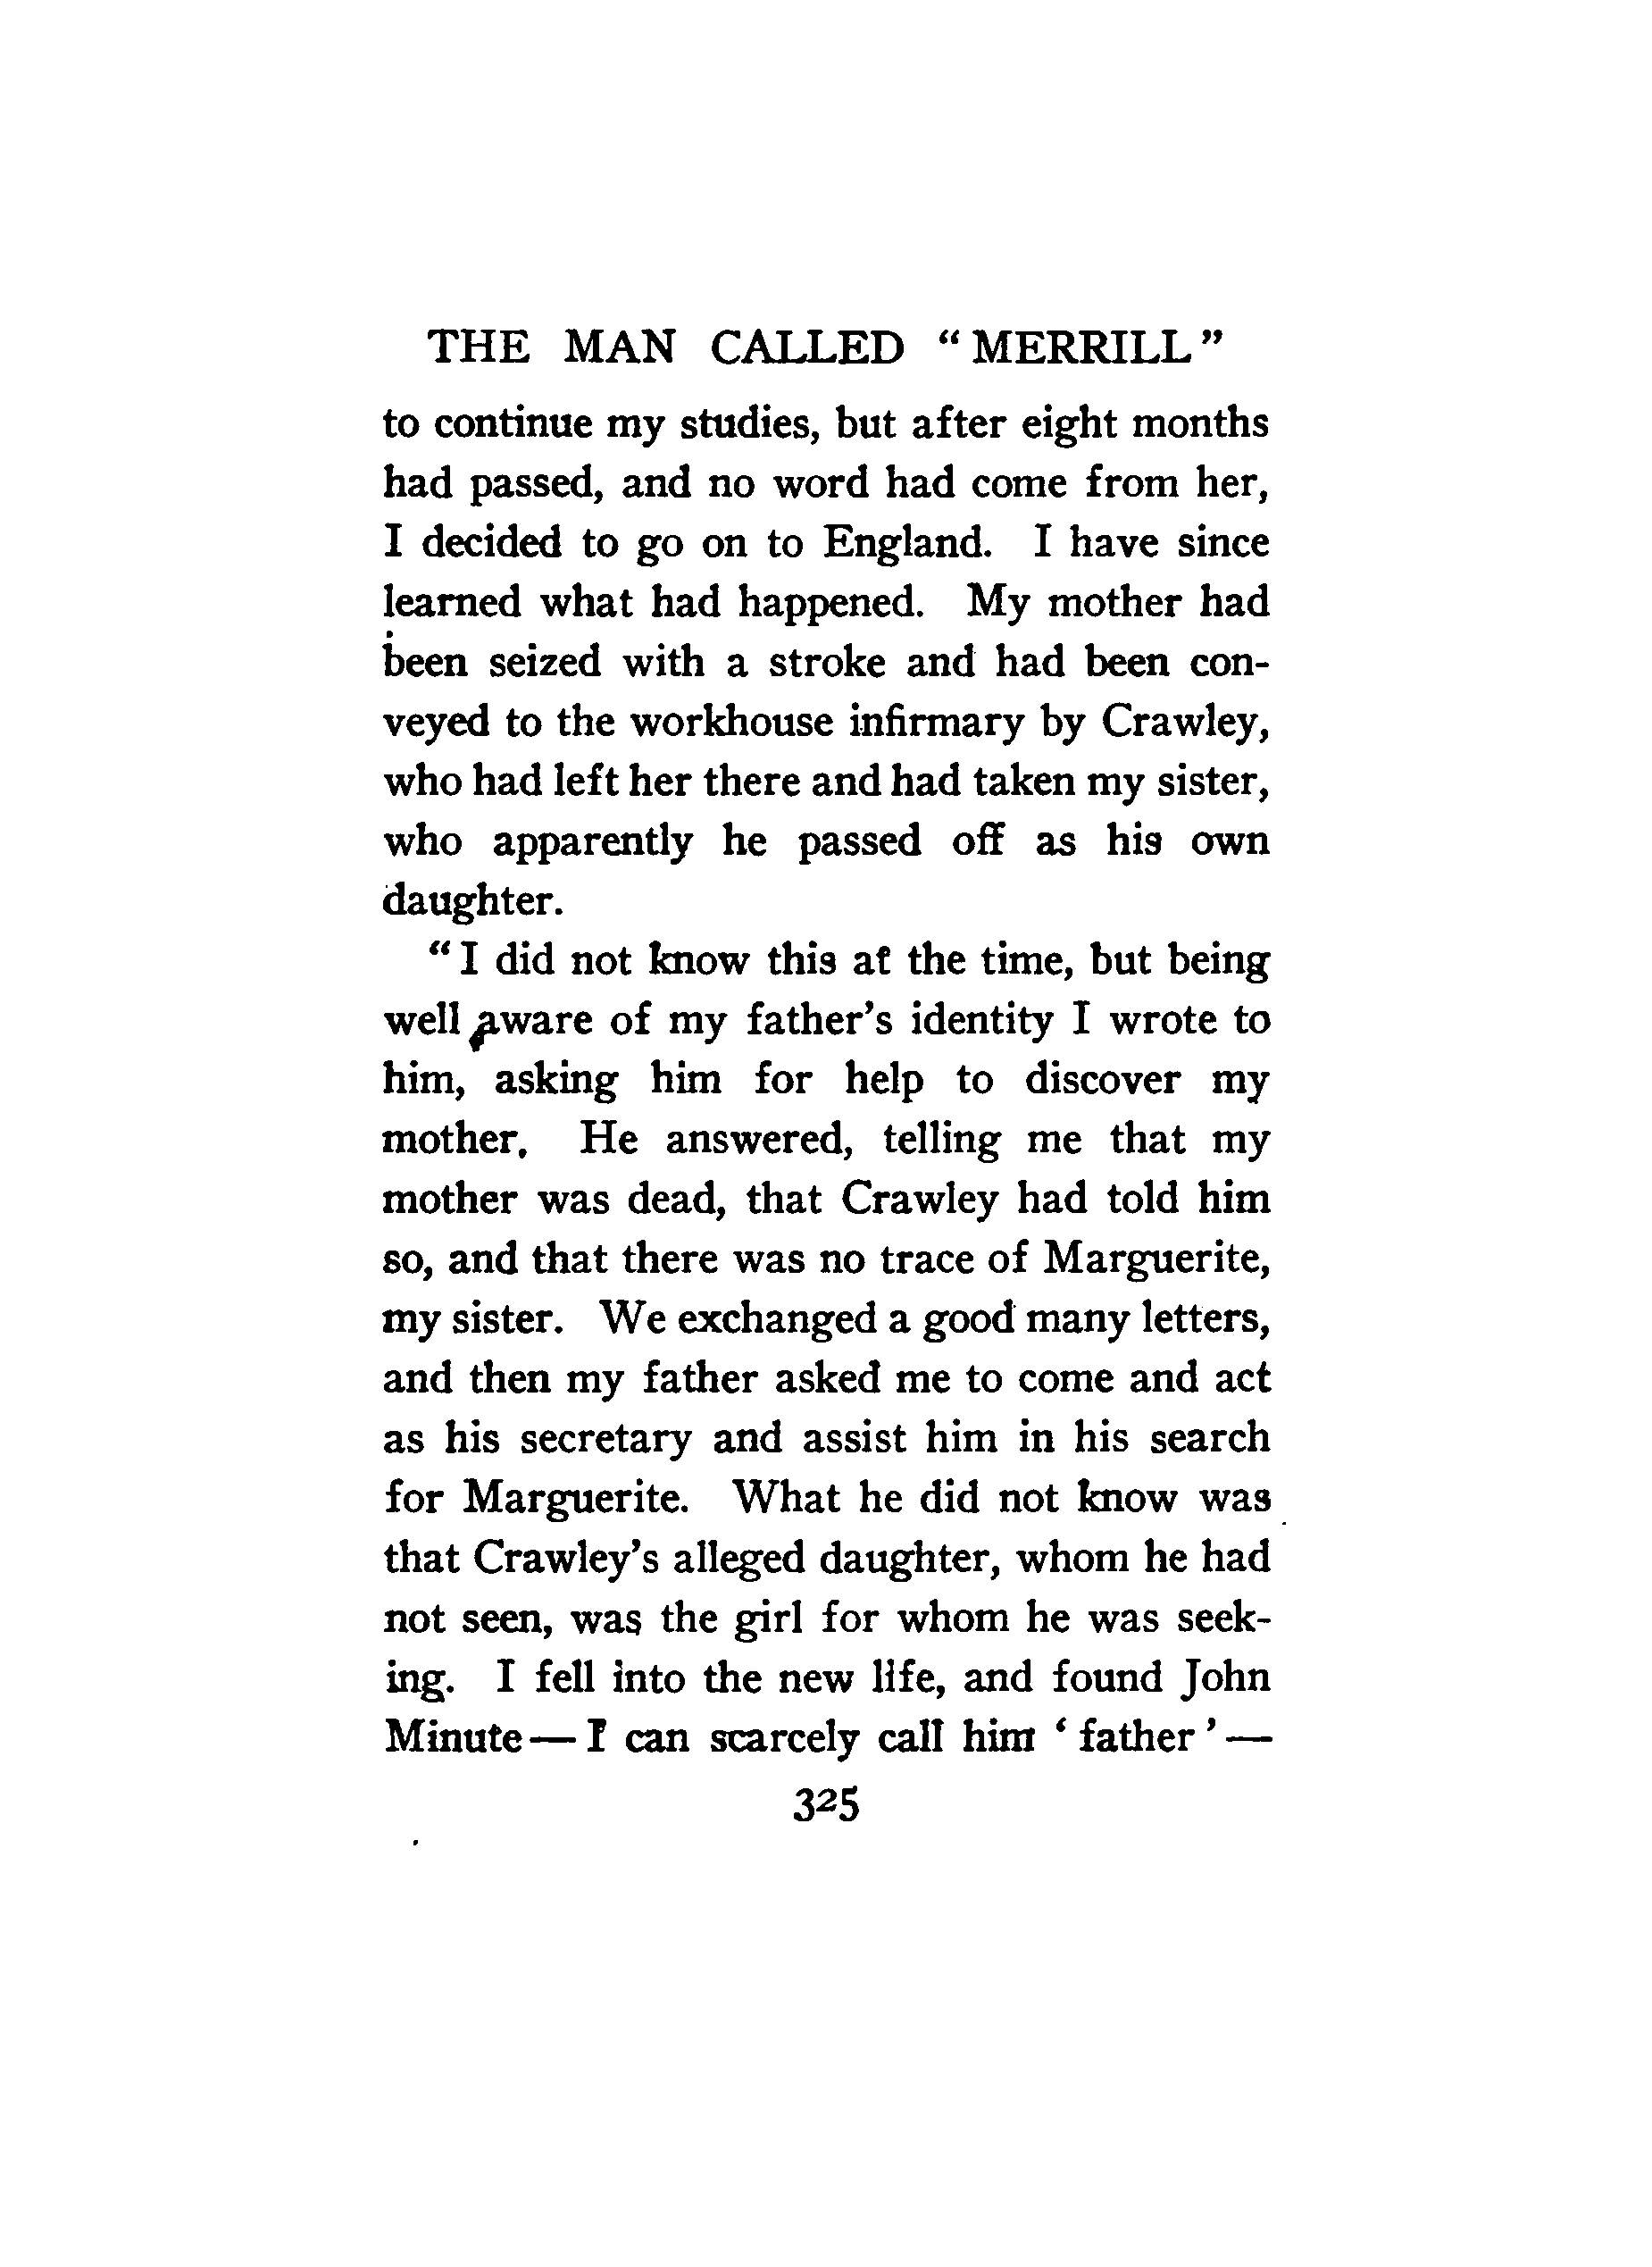 THE MAN CALLED “MERRILL”
to continue my studies, but after eight months
had passed, and no word had come from her,
I decided to go on to England. I have since
learned what had happened. My mother had
been seized with a stroke and had been con-
veyed to the workhouse infirmary by Crawley,
who had left her there and had taken my sister,
who apparently he passed off as his own
daughter.
“I did not know this at the time, but being
well aware of my father’s identity I wrote to
him, asking him for help to discover my
mother. He answered, telling me that my
mother was dead, that Crawley had told him
so, and that there was no trace of Marguerite,
my sister. We exchanged a good many letters,
and then my father asked me to come and act
as his secretary and assist him in his search
for Marguerite. What he did not know was
that Crawley’s alleged daughter, whom he had
not seen, was the girl for whom he was seek-
ing. I fell into the new life, and found John
Minute—I can scarcely call him ‘father’—
325